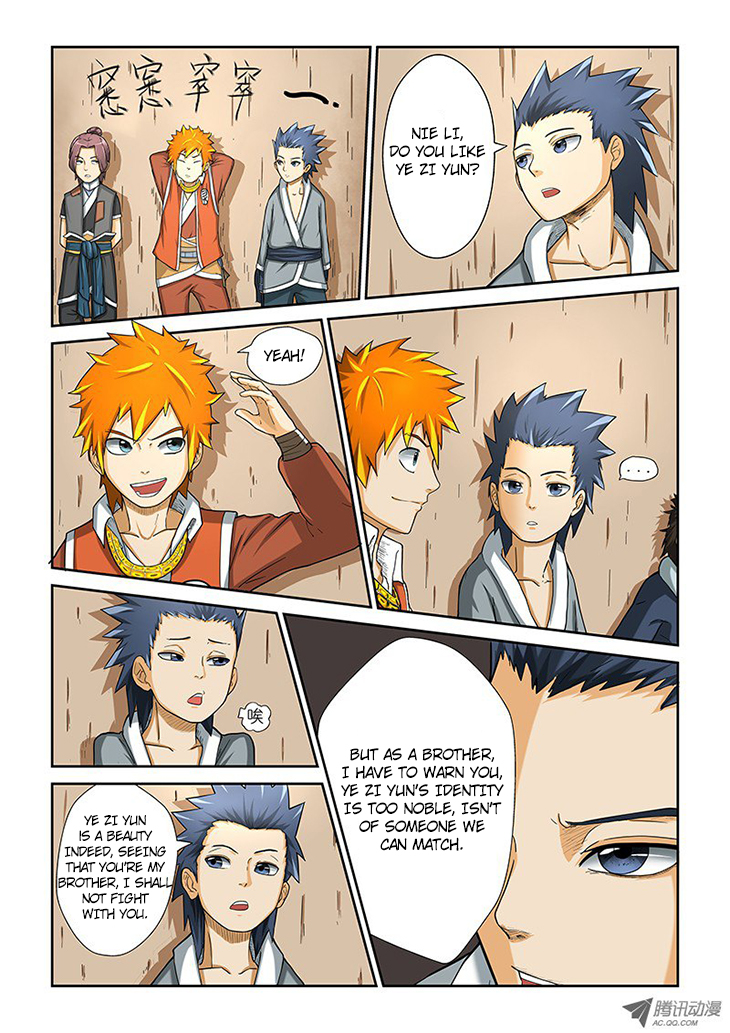 窸窸窣窣
NIE LI,
DO YOU LIKE
YE ZI YUN?
YEAH!
...
唉
YE ZI YUN
IS A BEAUTY
INDEED, SEEING
THAT YOU'RE MY
BROTHER, I SHALL
NOT FIGHT
WITH YOU.
BUT AS A BROTHER,
I HAVE TO WARN YOU,
YE ZI YUN'S IDENTITY
IS TOO NOBLE, ISN'T
OF SOMEONE WE
CAN MATCH.
腾讯动漫
AC.QQ.COM